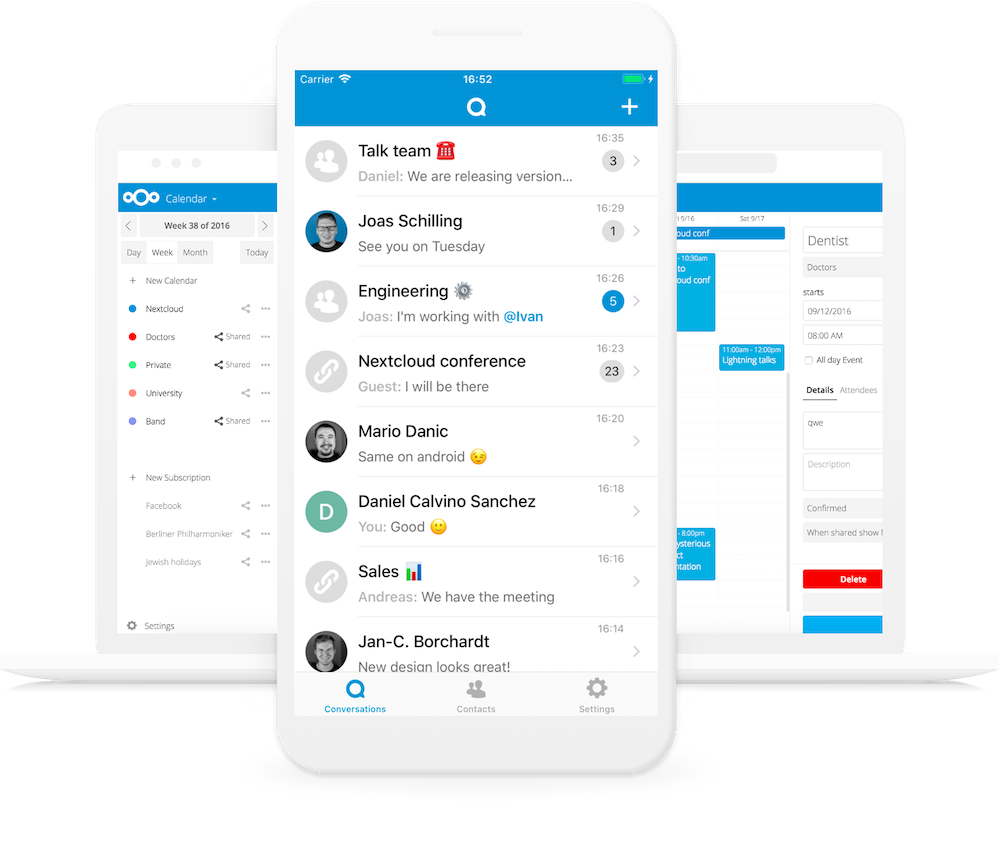 Carrier
16:52
Talk team ☎️
16:35
Daniel: We are releasing version...
3
Joas Schilling
16:29
See you on Tuesday
1
Engineering ⚙️
16:26
Joas: I'm working with @Ivan
5
Nextcloud conference
16:23
Guest: I will be there
23
Mario Danic
16:20
Same on android 😉
D
Daniel Calvino Sanchez
16:18
You: Good 🙂
Sales 📊
16:16
Andreas: We have the meeting
Jan-C. Borchardt
16:14
New design looks great!
Conversations
Contacts
Settings
Calendar
Week 38 of 2016
Day Week Month Today
+ New Calendar
Nextcloud
Doctors Shared
Private Shared
University
Band Shared
+ New Subscription
Facebook
Berliner Philharmoniker
Jewish holidays
Settings
9/16 Sat 9/17
oud conf
- 10:30am
to
oud conf
11:00am - 12:00pm
Lightning talks
- 8:00pm
ysterious
ct
ntation
Dentist
Doctors
starts
09/12/2016
08:00 AM
All day Event
Details Attendees
qwe
Description
Confirmed
When shared show
Delete